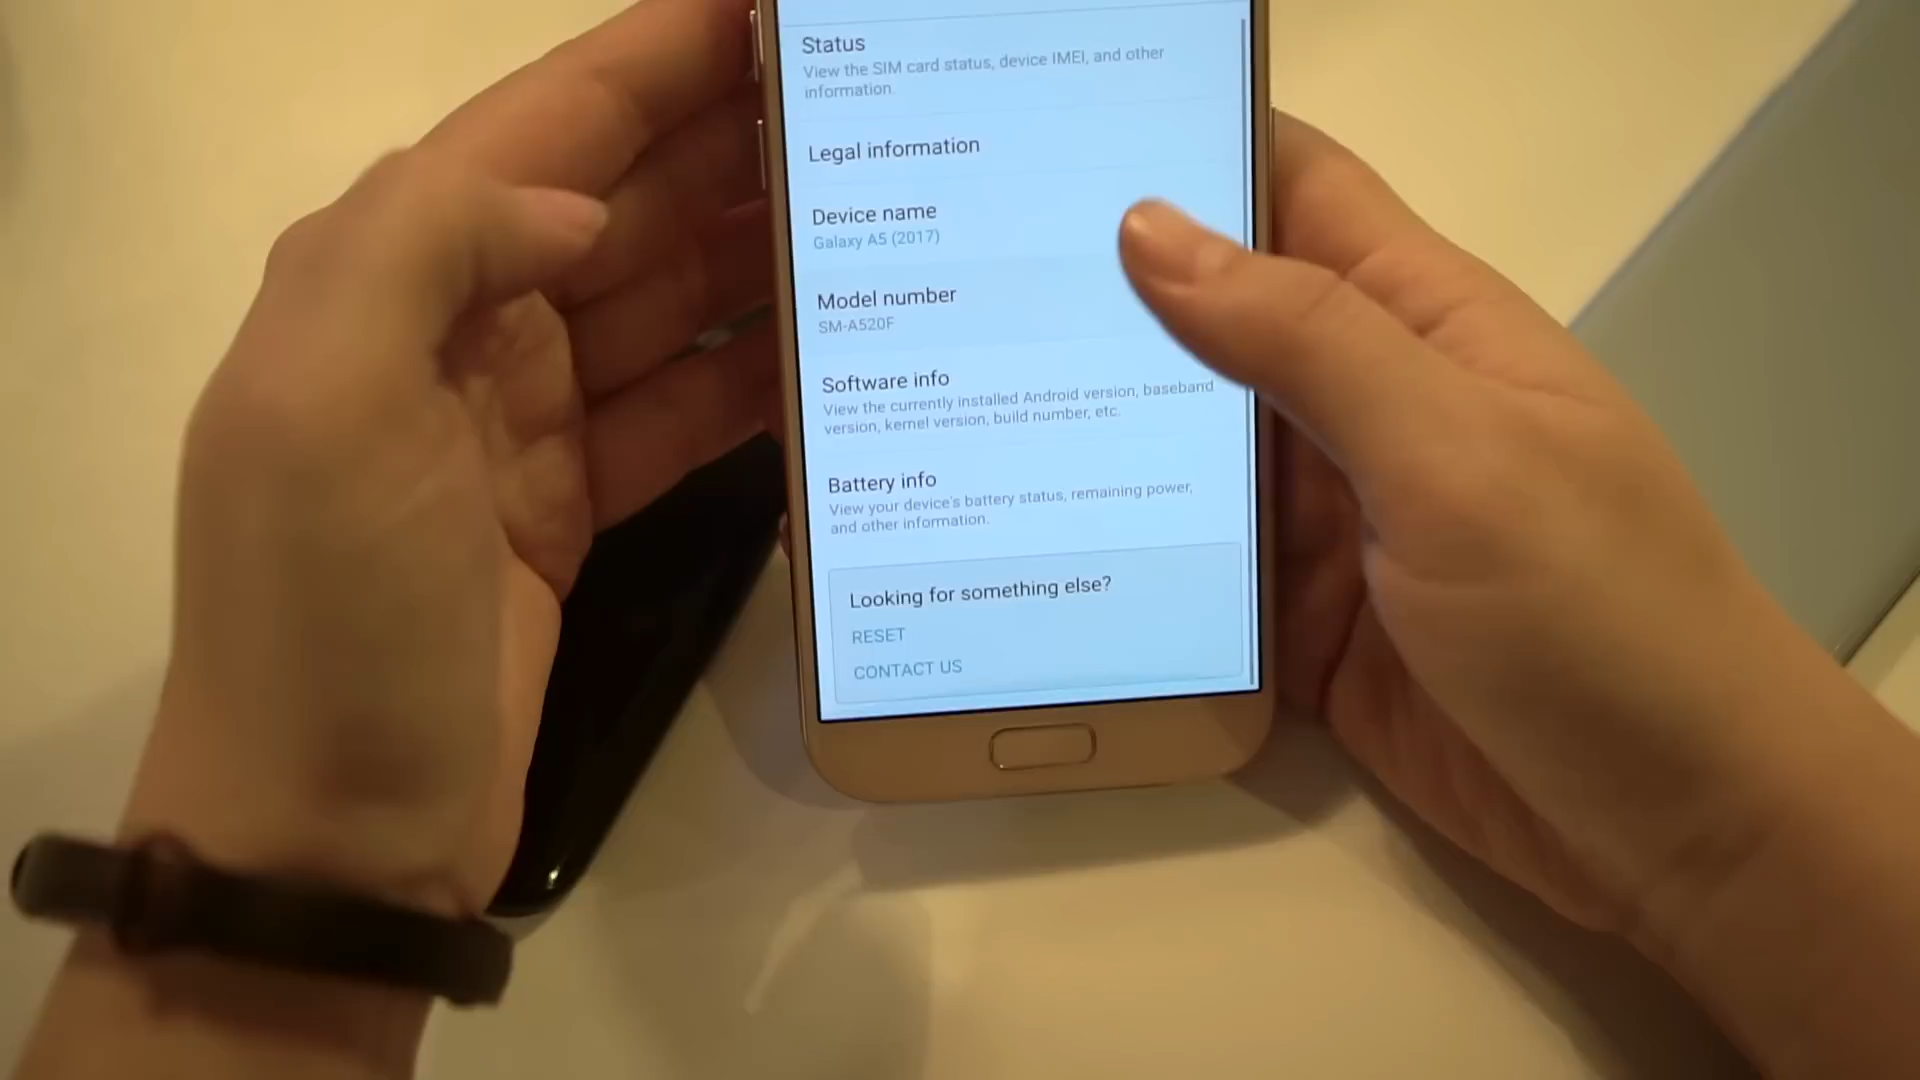 Status
View the SIM card status, device IMEI, and other
information.
Legal information
Device name
Galaxy A5 (2017)
Model number
SM-A520F
Software info
View the currently installed Android version, baseband
version, kernel version, build number, etc.
Battery info
View your device's battery status, remaining power,
and other information.
Looking for something else?
RESET
CONTACT US